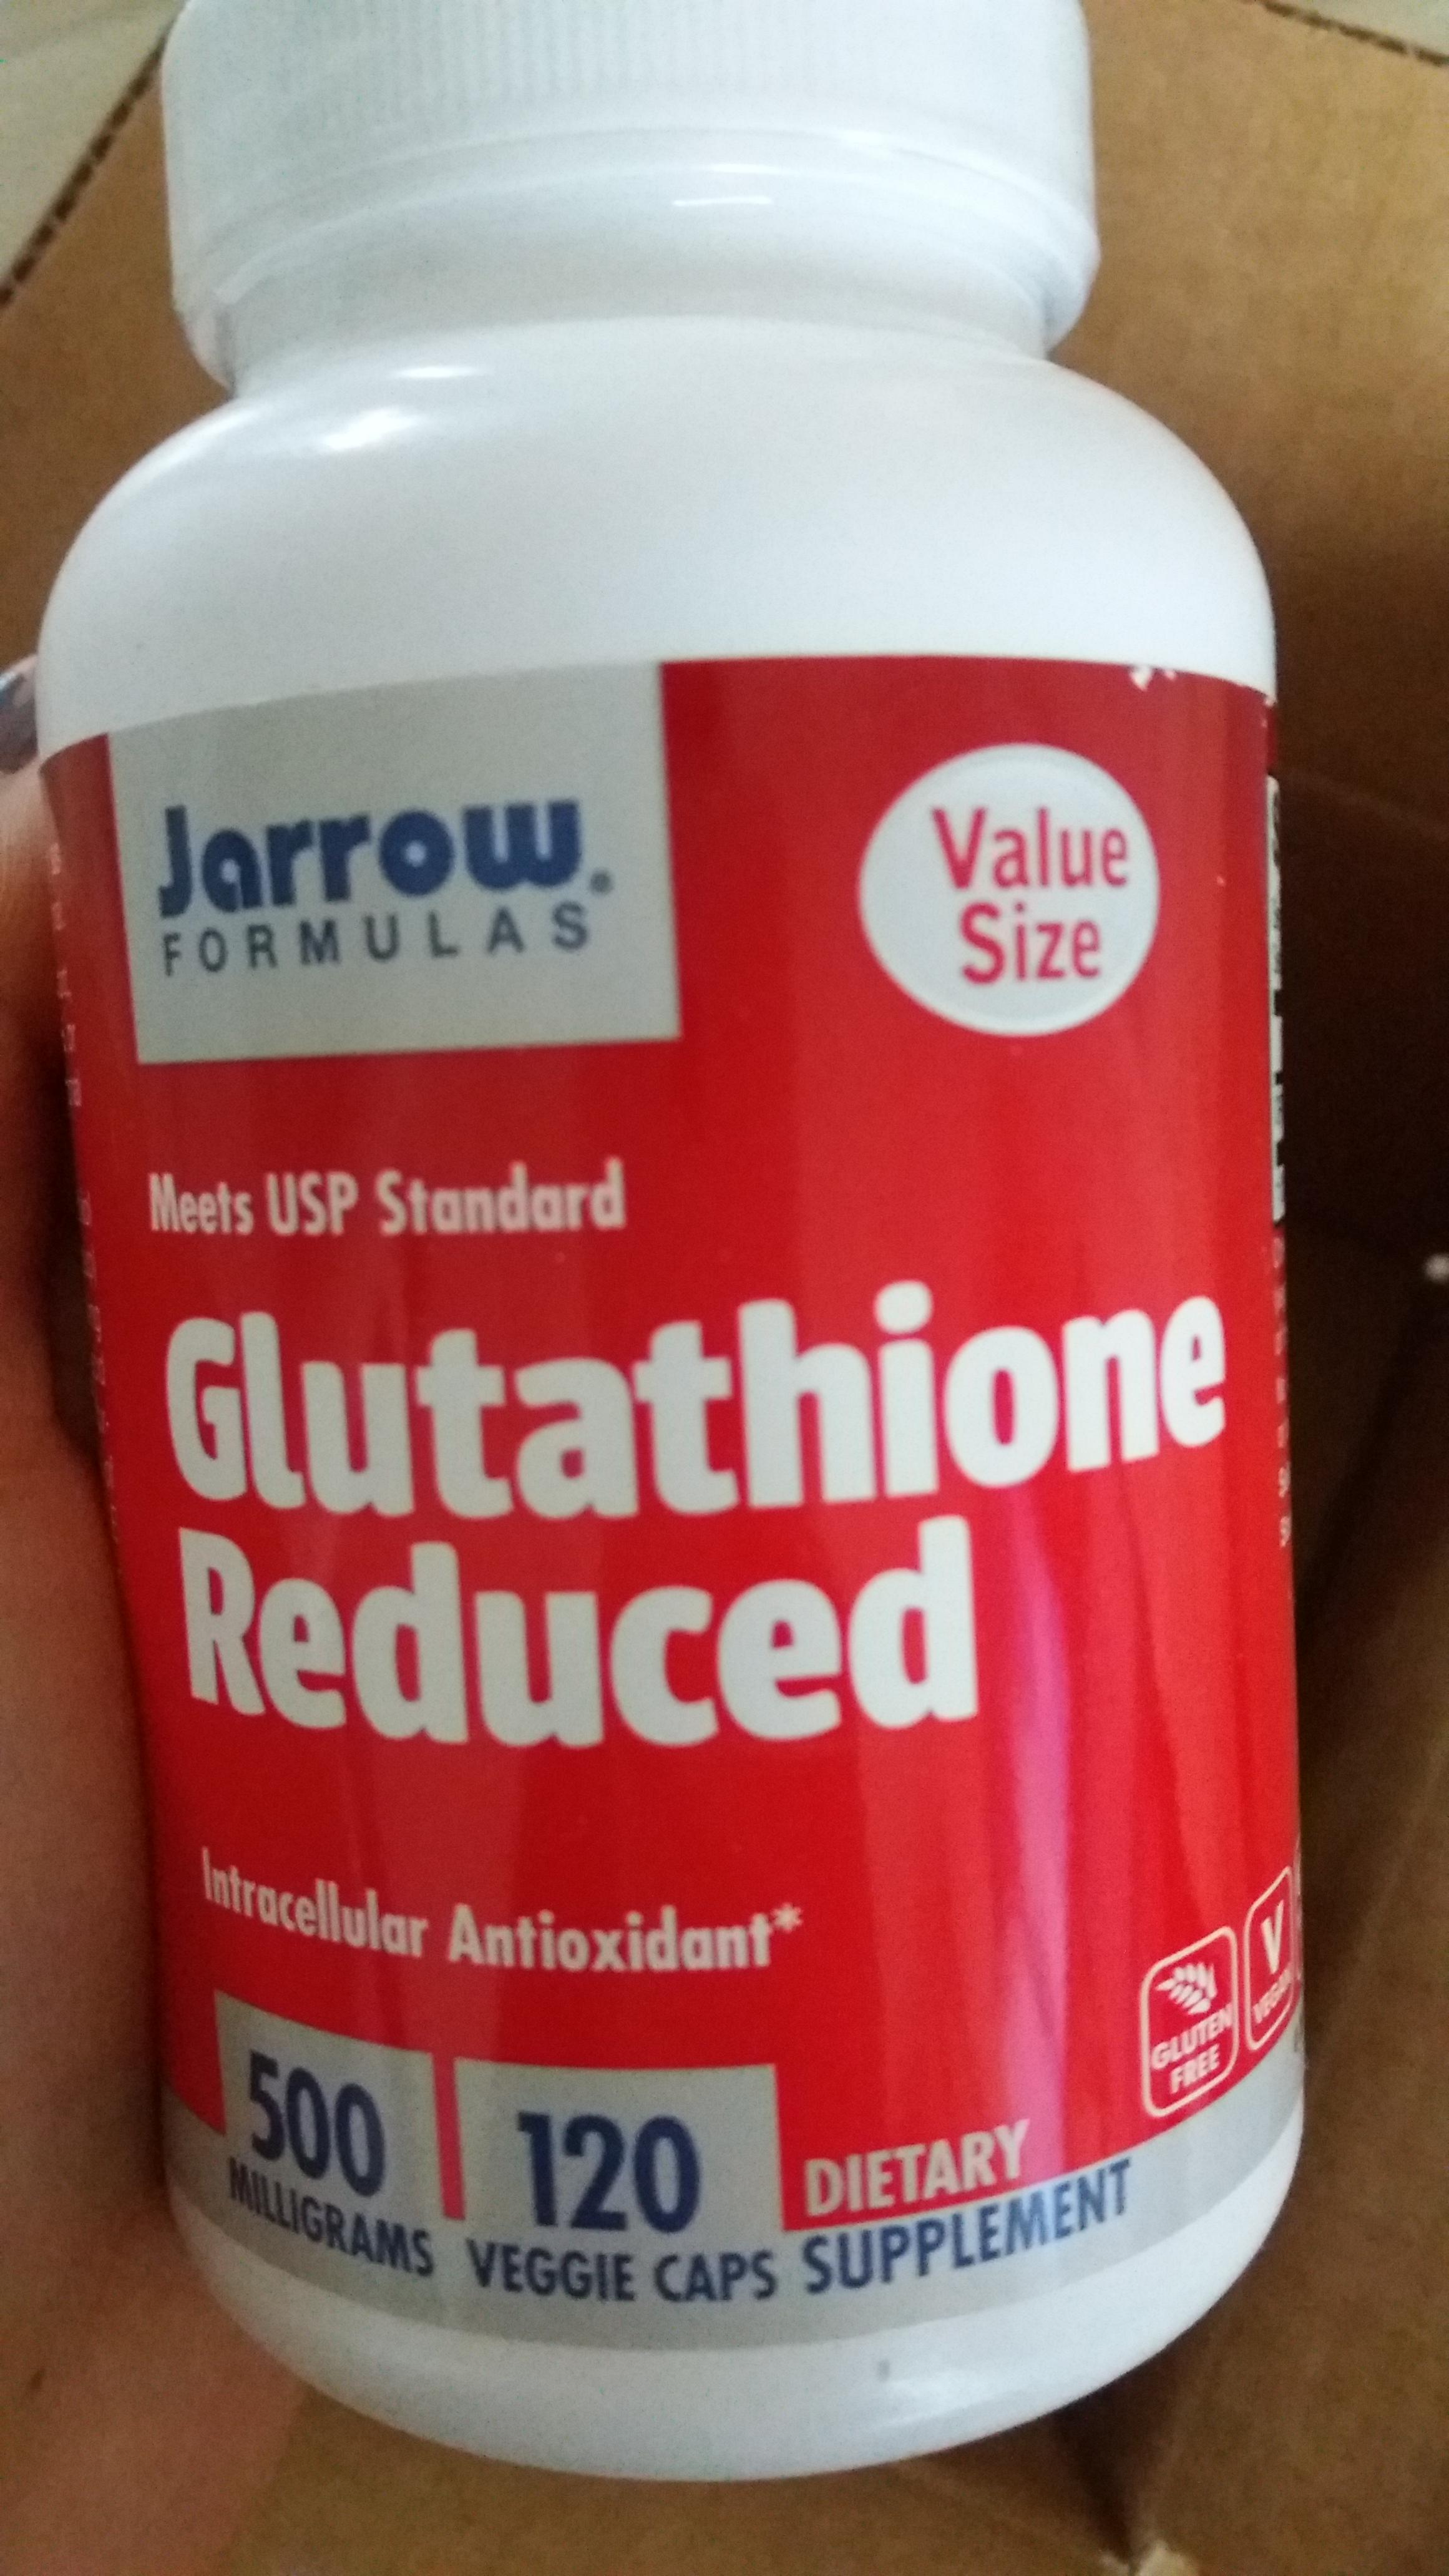 Jarrow
FORMULAS
Value
Size
Meets USP Standard
Glutathione
Reduced
Intracellular Antioxidant*
500
MILLIGRAMS
120
VEGGIE CAPS
DIETARY
SUPPLEMENT
GLUTEN
FREE
V
VEGAN